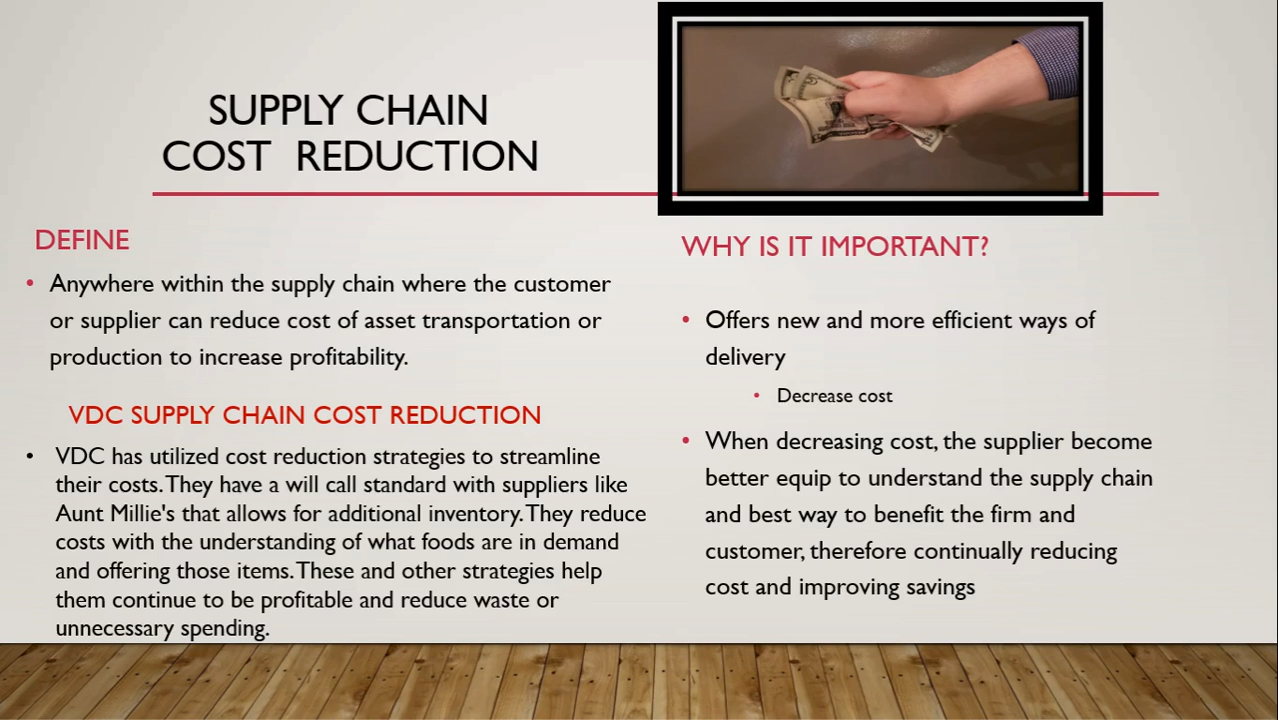 SUPPLY CHAIN
COST REDUCTION
DEFINE
• Anywhere within the supply chain where the customer
or supplier can reduce cost of asset transportation or
production to increase profitability.
VDC SUPPLY CHAIN COST REDUCTION
• VDC has utilized cost reduction strategies to streamline
their costs. They have a will call standard with suppliers like
Aunt Millie's that allows for additional inventory. They reduce
costs with the understanding of what foods are in demand
and offering those items. These and other strategies help
them continue to be profitable and reduce waste or
unnecessary spending.
WHY IS IT IMPORTANT?
• Offers new and more efficient ways of
delivery
• Decrease cost
• When decreasing cost, the supplier become
better equip to understand the supply chain
and best way to benefit the firm and
customer, therefore continually reducing
cost and improving savings